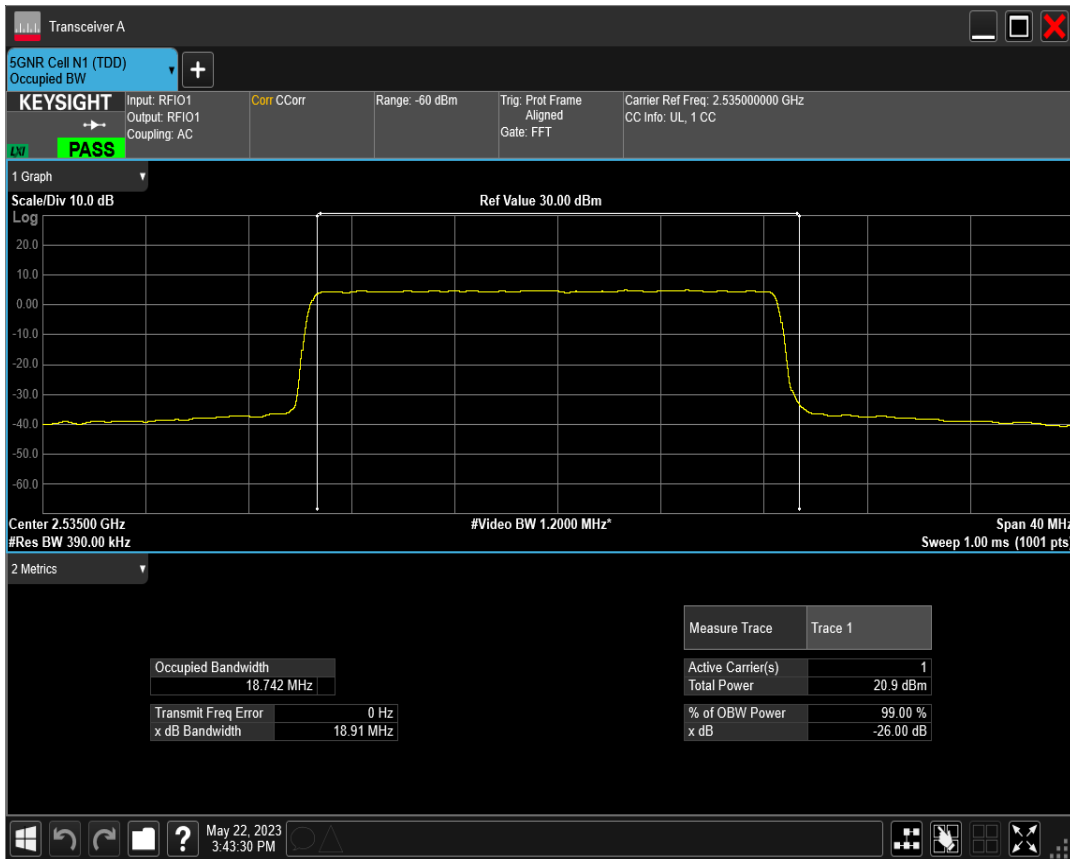 Transceiver A
5GNR Cell N1 (TDD)
Occupied BW
+
KEYSIGHT
LXI
PASS
Input: RFIO1
Output: RFIO1
Coupling: AC
Corr CCorr
Range: -60 dBm
Trig: Prot Frame
Aligned
Gate: FFT
Carrier Ref Freq: 2.535000000 GHz
CC Info: UL, 1 CC
1 Graph
Scale/Div 10.0 dB
Ref Value 30.00 dBm
Log
20.0
10.0
0.00
-10.0
-20.0
-30.0
-40.0
-50.0
-60.0
Center 2.53500 GHz
#Video BW 1.2000 MHz*
Span 40 MHz
#Res BW 390.00 kHz
Sweep 1.00 ms (1001 pts)
2 Metrics
Measure Trace Trace 1
Occupied Bandwidth
18.742 MHz
Active Carrier(s) 1
Total Power 20.9 dBm
Transmit Freq Error 0 Hz
x dB Bandwidth 18.91 MHz
% of OBW Power 99.00 %
x dB -26.00 dB
?
May 22, 2023
3:43:30 PM